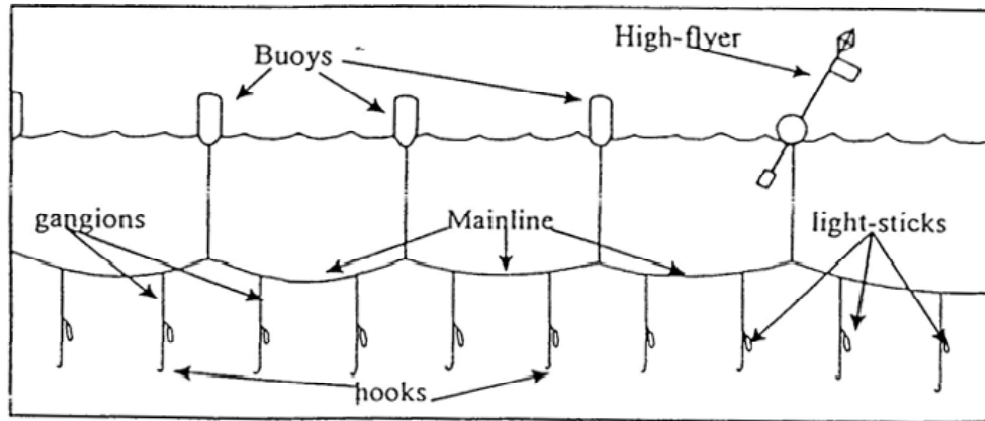 High-flyer
Buoys
gangions
Mainline
light-sticks
hooks